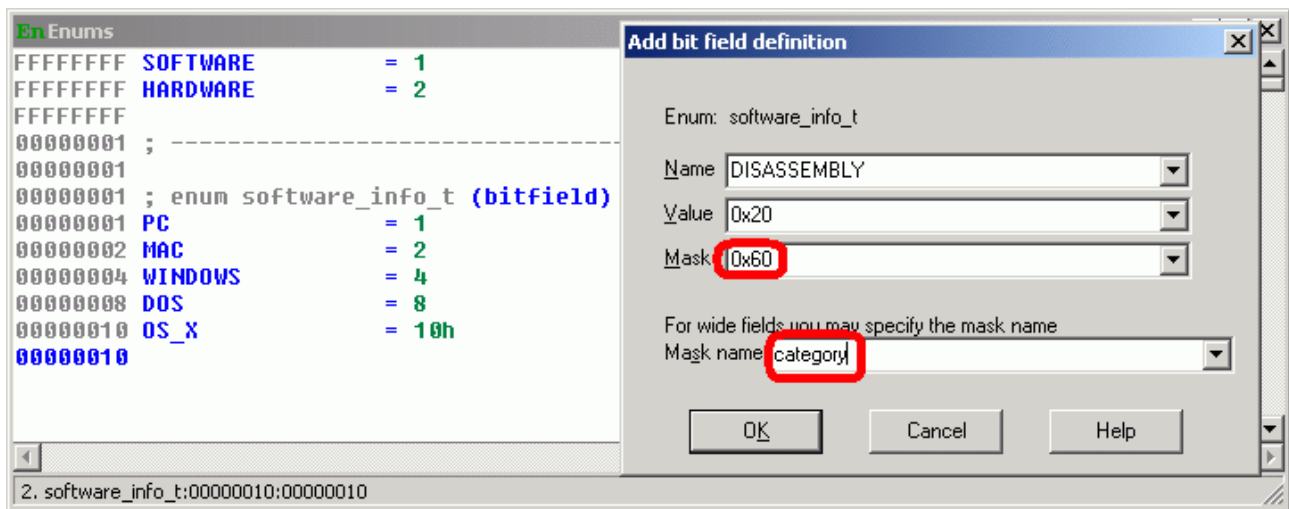 En Enums
FFFFFFFF SOFTWARE = 1
FFFFFFFF HARDWARE = 2
FFFFFFFF
00000001 ; --------------------------------
00000001
00000001 ; enum software_info_t (bitfield)
00000001 PC = 1
00000002 MAC = 2
00000004 WINDOWS = 4
00000008 DOS = 8
00000010 OS_X = 10h
00000010
2. software_info_t:00000010:00000010
Add bit field definition
Enum: software_info_t
Name DISASSEMBLY
Value 0x20
Mask 0x60
For wide fields you may specify the mask name
Mask name category
OK Cancel Help